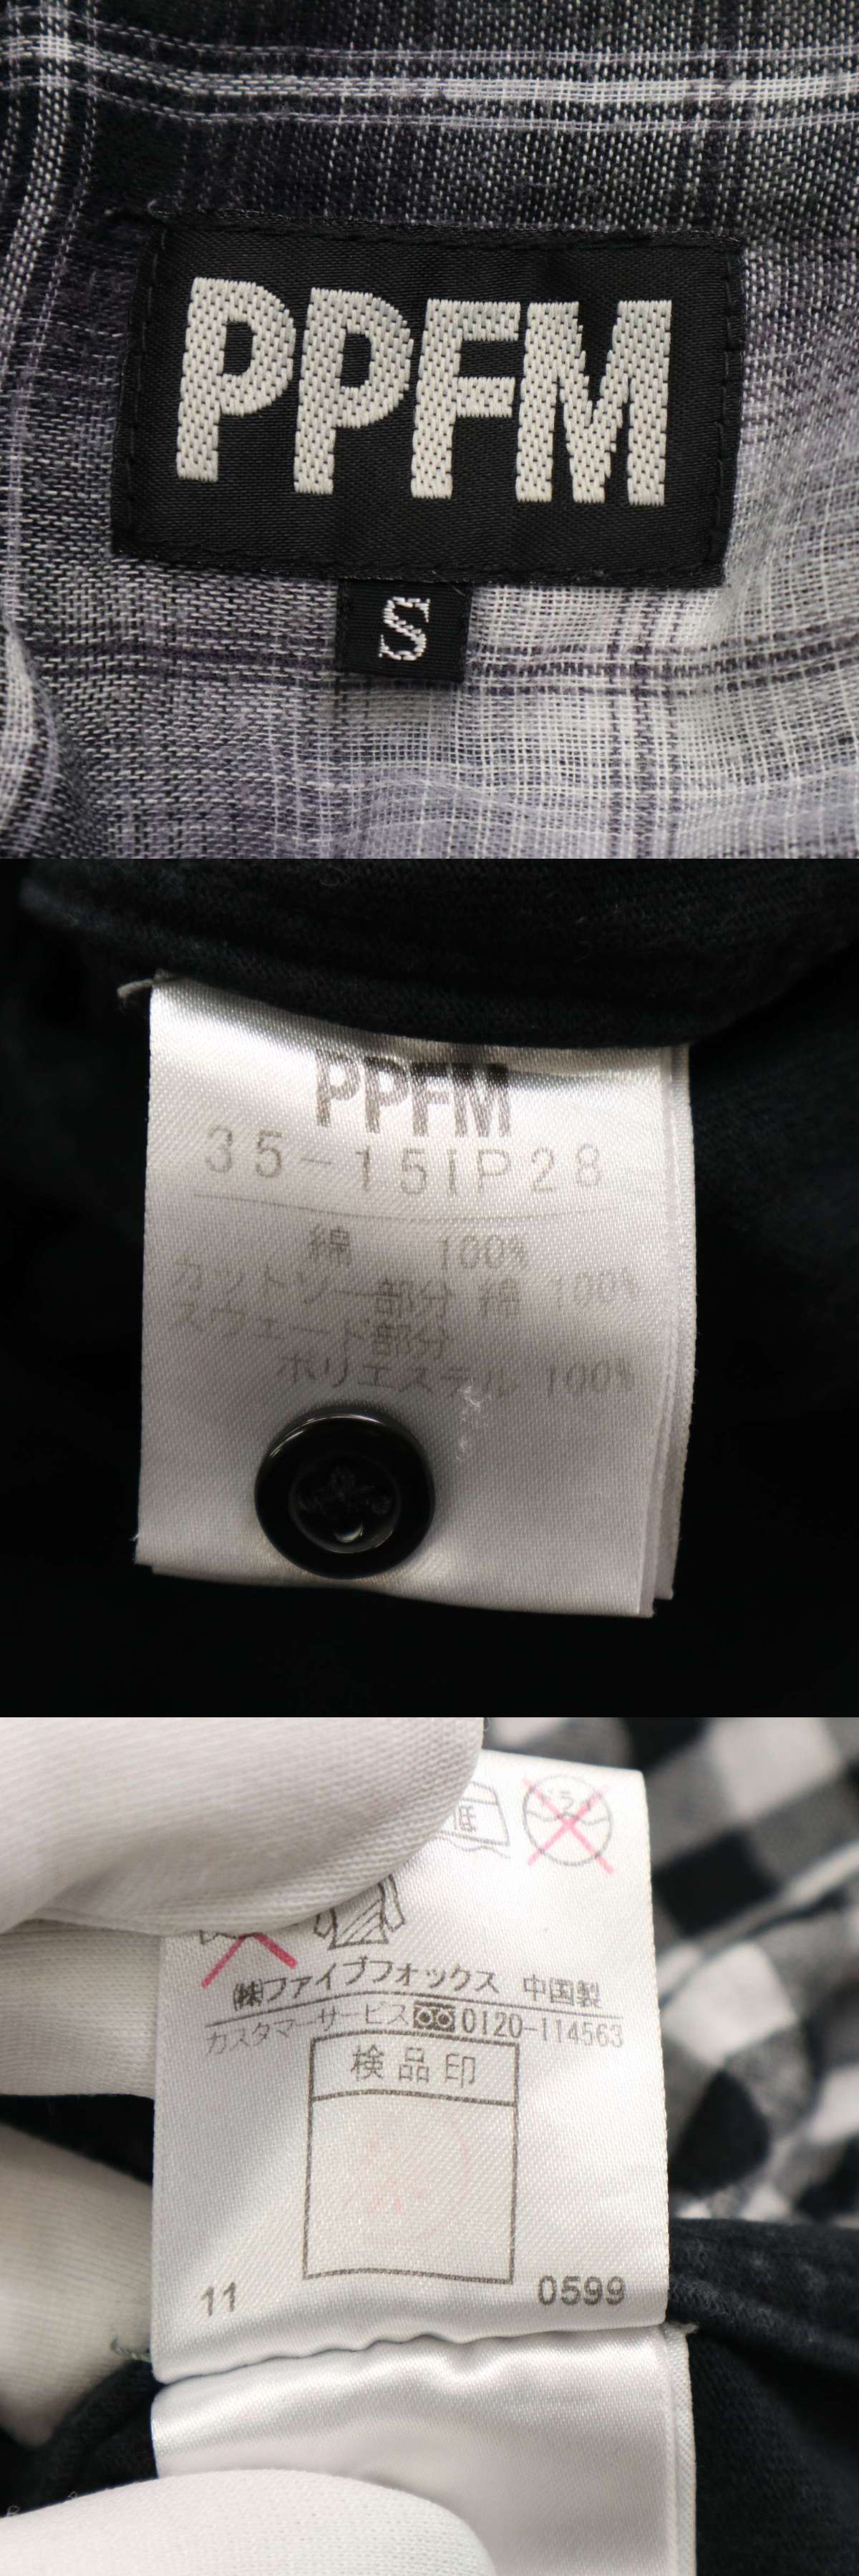 PPFM
S
PPFM
35-15IP28
綿 100%
カットソー部分 綿 100%
スウェード部分
ポリエステル 100%
低 ドライ
㈱ファイブフォックス 中国製
カスタマーサービス 0120-114563
検品印
11 0599